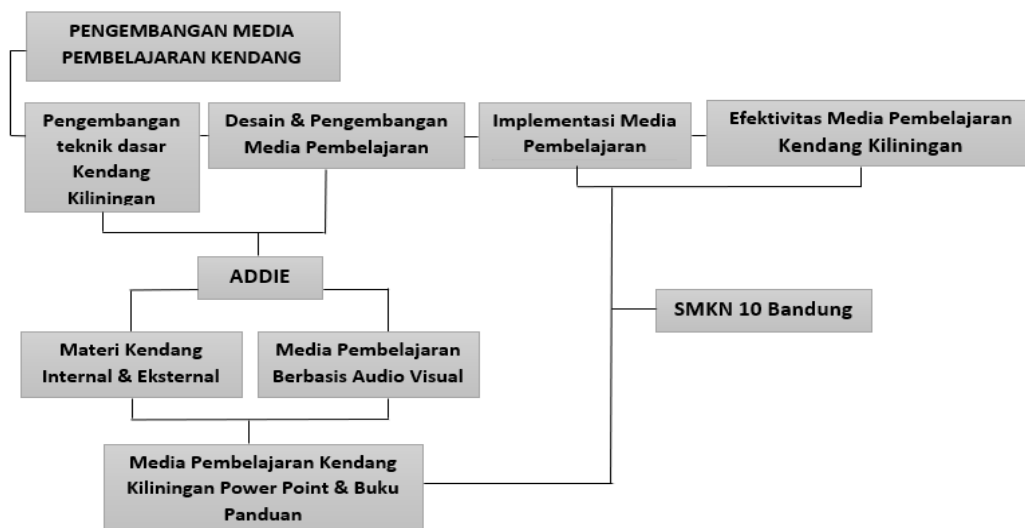 PENGEMBANGAN MEDIA
PEMBELAJARAN KENDANG
Pengembangan
teknik dasar
Kendang
Kiliningan
Desain & Pengembangan
Media Pembelajaran
Implementasi Media
Pembelajaran
Efektivitas Media Pembelajaran
Kendang Kiliningan
ADDIE
SMKN 10 Bandung
Materi Kendang
Internal & Eksternal
Media Pembelajaran
Berbasis Audio Visual
Media Pembelajaran Kendang
Kiliningan Power Point & Buku
Panduan